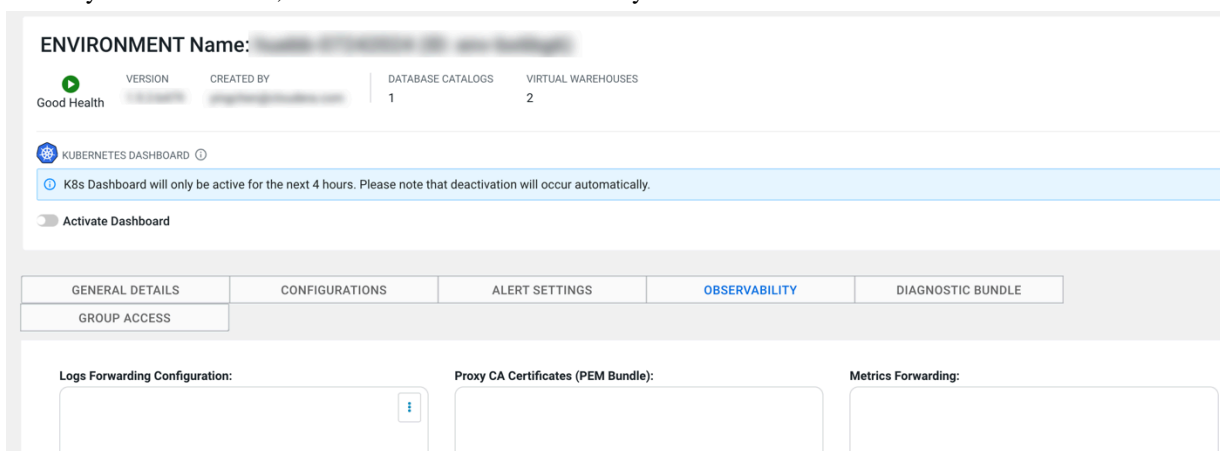 ENVIRONMENT Name:
VERSION CREATED BY DATABASE CATALOGS VIRTUAL WAREHOUSES
Good Health 1 2
KUBERNETES DASHBOARD
K8s Dashboard will only be active for the next 4 hours. Please note that deactivation will occur automatically.
Activate Dashboard
GENERAL DETAILS CONFIGURATIONS ALERT SETTINGS OBSERVABILITY DIAGNOSTIC BUNDLE
GROUP ACCESS
Logs Forwarding Configuration: Proxy CA Certificates (PEM Bundle): Metrics Forwarding: